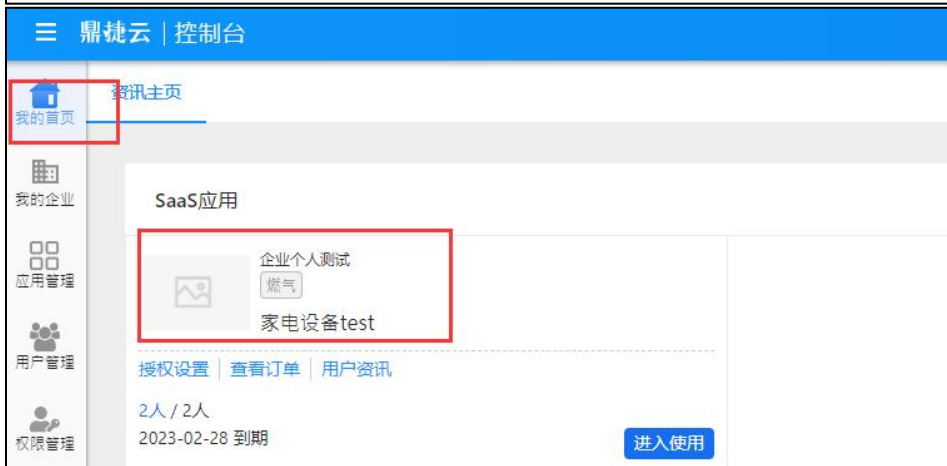 鼎捷云 | 控制台
我的首页
资讯主页
我的企业
SaaS应用
应用管理
企业个人测试
燃气
家电设备test
用户管理
授权设置 | 查看订单 | 用户资讯
2人 / 2人
权限管理
2023-02-28 到期
进入使用